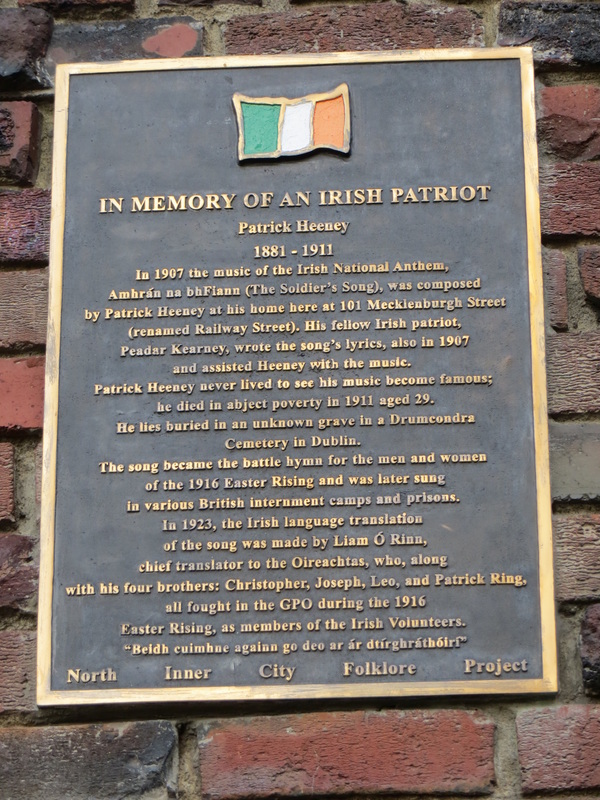 IN MEMORY OF AN IRISH PATRIOT
Patrick Heeney
1881 - 1911
In 1907 the music of the Irish National Anthem,
Amhrán na bhFiann (The Soldier's Song), was composed
by Patrick Heeney at his home here at 101 Mecklenburgh Street
(renamed Railway Street). His fellow Irish patriot,
Peadar Kearney, wrote the song's lyrics, also in 1907
and assisted Heeney with the music.
Patrick Heeney never lived to see his music become famous;
he died in abject poverty in 1911 aged 29.
He lies buried in an unknown grave in a Drumcondra
Cemetery in Dublin.
The song became the battle hymn for the men and women
of the 1916 Easter Rising and was later sung
in various British internment camps and prisons.
In 1923, the Irish language translation
of the song was made by Liam Ó Rinn,
chief translator to the Oireachtas, who, along
with his four brothers: Christopher, Joseph, Leo, and Patrick Ring,
all fought in the GPO during the 1916
Easter Rising, as members of the Irish Volunteers.
"Beidh cuimhne againn go deo ar ár dtírghráthóirí"
North Inner City Folklore Project